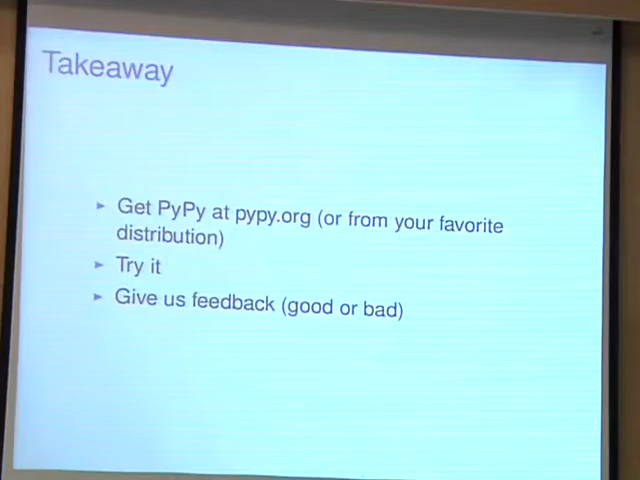 Takeaway
Get PyPy at pypy.org (or from your favorite
distribution)
Try it
Give us feedback (good or bad)